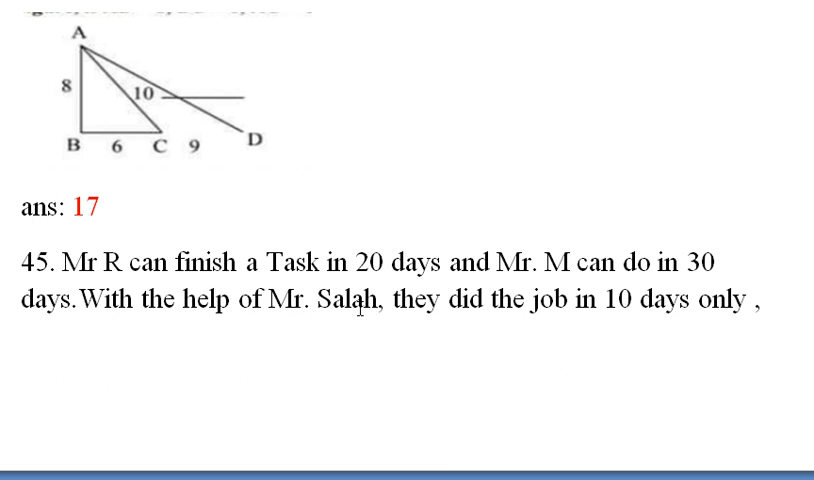 A
8
10
B 6 C 9 D
ans: 17
45. Mr R can finish a Task in 20 days and Mr. M can do in 30
days.With the help of Mr. Salah, they did the job in 10 days only ,